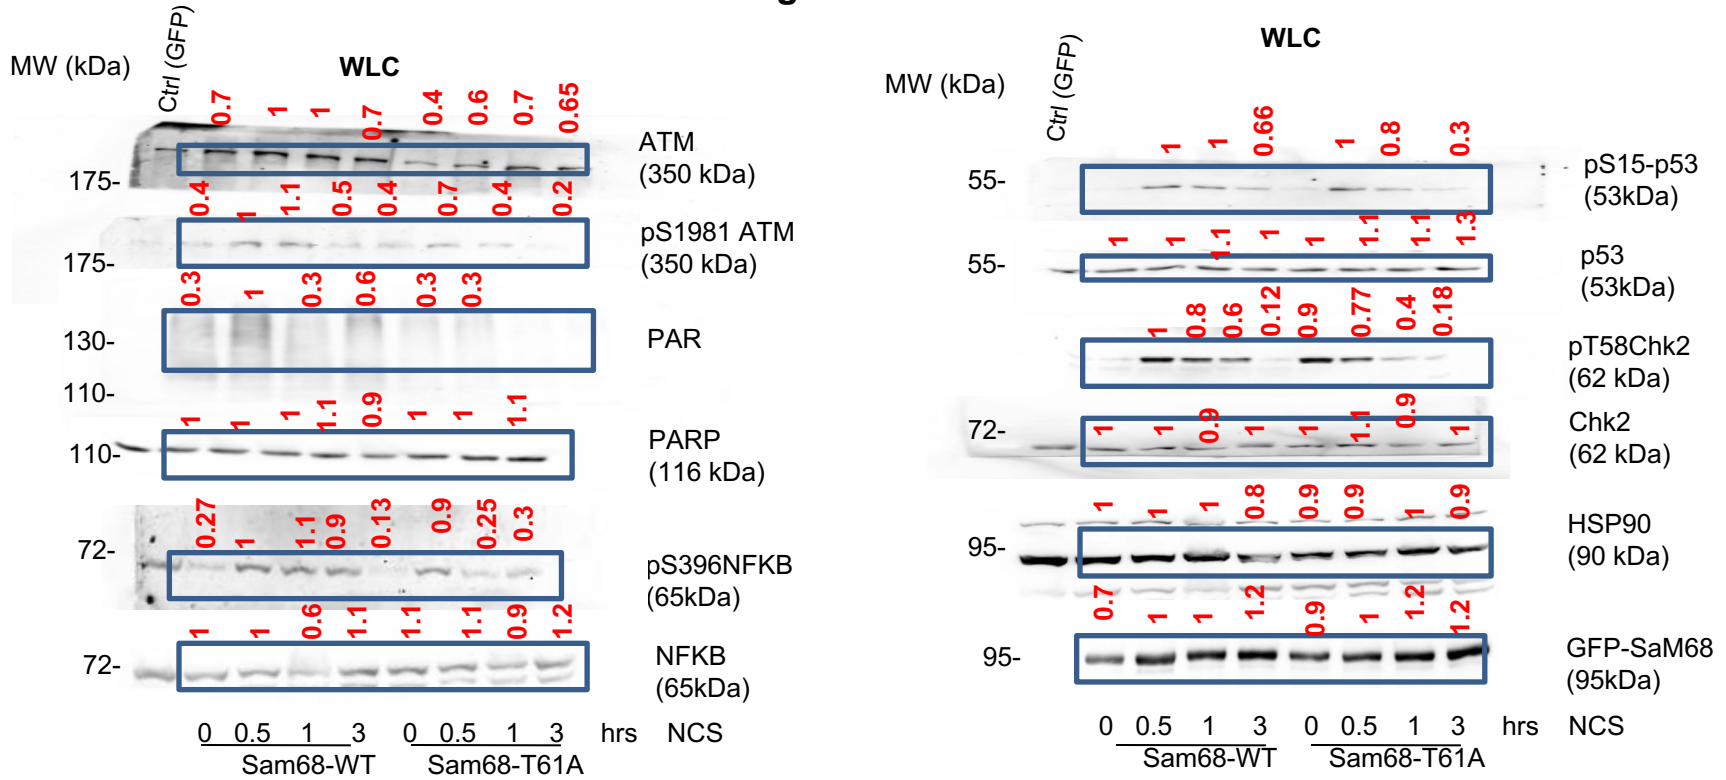 g
MW (kDa)
Ctrl (GFP)
WLC
0.7 1 1 0.7 0.4 0.6 0.7 0.65
ATM
(350 kDa)
175-
0.4 1 1.1 0.5 0.4 0.7 0.4 0.2
pS1981 ATM
(350 kDa)
175-
0.3 1 0.3 0.6 0.3 0.3
130-
PAR
110-
1 1 1 1.1 0.9 1 1 1.1
PARP
(116 kDa)
110-
0.27 1 1.1 0.9 0.13 0.9 0.25 0.3
72-
pS396NFKB
(65kDa)
1 1 0.6 1.1 1.1 1.1 0.9 1.2
72-
NFKB
(65kDa)
0 0.5 1 3 0 0.5 1 3 hrs NCS
Sam68-WT Sam68-T61A
MW (kDa)
Ctrl (GFP)
WLC
1 1 0.66 1 0.8 0.3
55-
pS15-p53
(53kDa)
1 1 1.1 1 1 1.1 1.1 1.3
55-
p53
(53kDa)
1 0.8 0.6 0.12 0.9 0.77 0.4 0.18
pT58Chk2
(62 kDa)
72-
1 1 0.9 1 1 1.1 0.9 1
Chk2
(62 kDa)
1 1 1 0.8 0.9 0.9 1 0.9
95-
HSP90
(90 kDa)
0.7 1 1 1.2 0.9 1 1.2 1.2
95-
GFP-SaM68
(95kDa)
0 0.5 1 3 0 0.5 1 3 hrs NCS
Sam68-WT Sam68-T61A